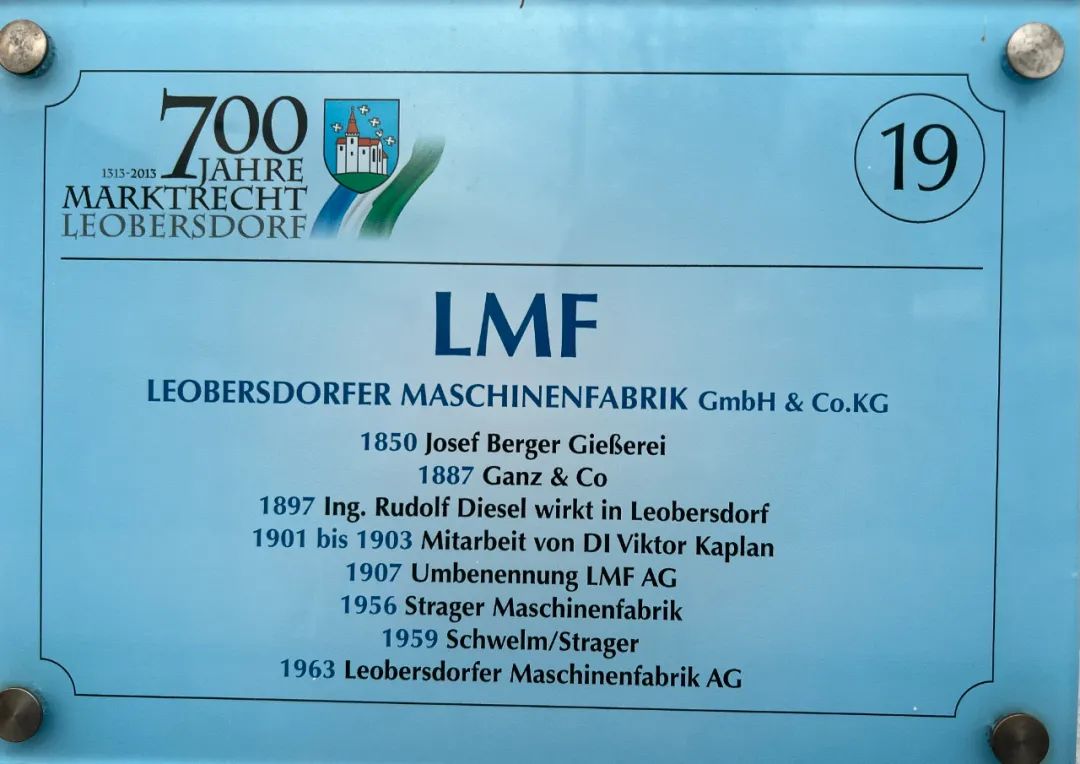 700
1313-2013 JAHRE
MARKTRECHT
LEOBERSDORF
19
LMF
LEOBERSDORFER MASCHINENFABRIK GmbH & Co.KG
1850 Josef Berger Gießerei
1887 Ganz & Co
1897 Ing. Rudolf Diesel wirkt in Leobersdorf
1901 bis 1903 Mitarbeit von DI Viktor Kaplan
1907 Umbenennung LMF AG
1956 Strager Maschinenfabrik
1959 Schwelm/Strager
1963 Leobersdorfer Maschinenfabrik AG